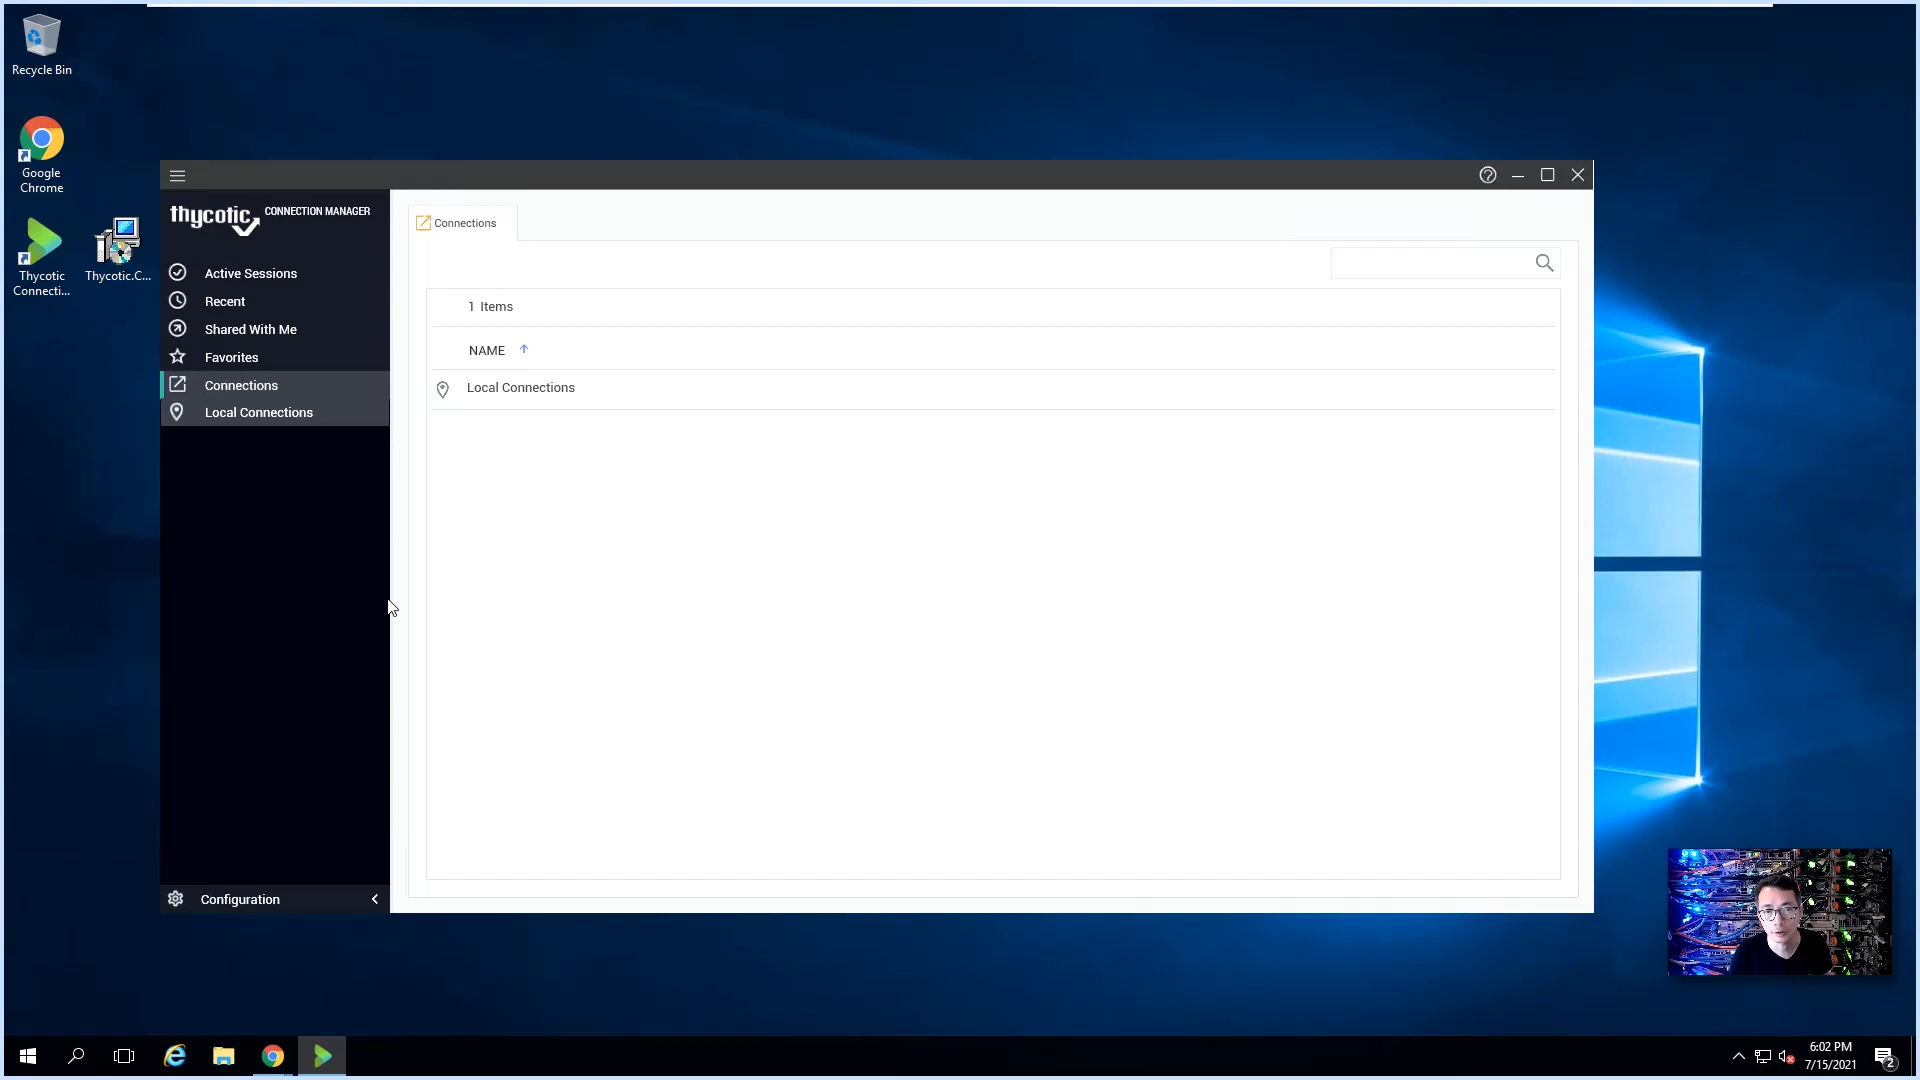 Recycle Bin
Google
Chrome
Thycotic
Connecti...
Thycotic.C...
thycotic
CONNECTION MANAGER
Active Sessions
Recent
Shared With Me
Favorites
Connections
Local Connections
Configuration
Connections
1 Items
NAME
Local Connections
6:02 PM
7/15/2021
2